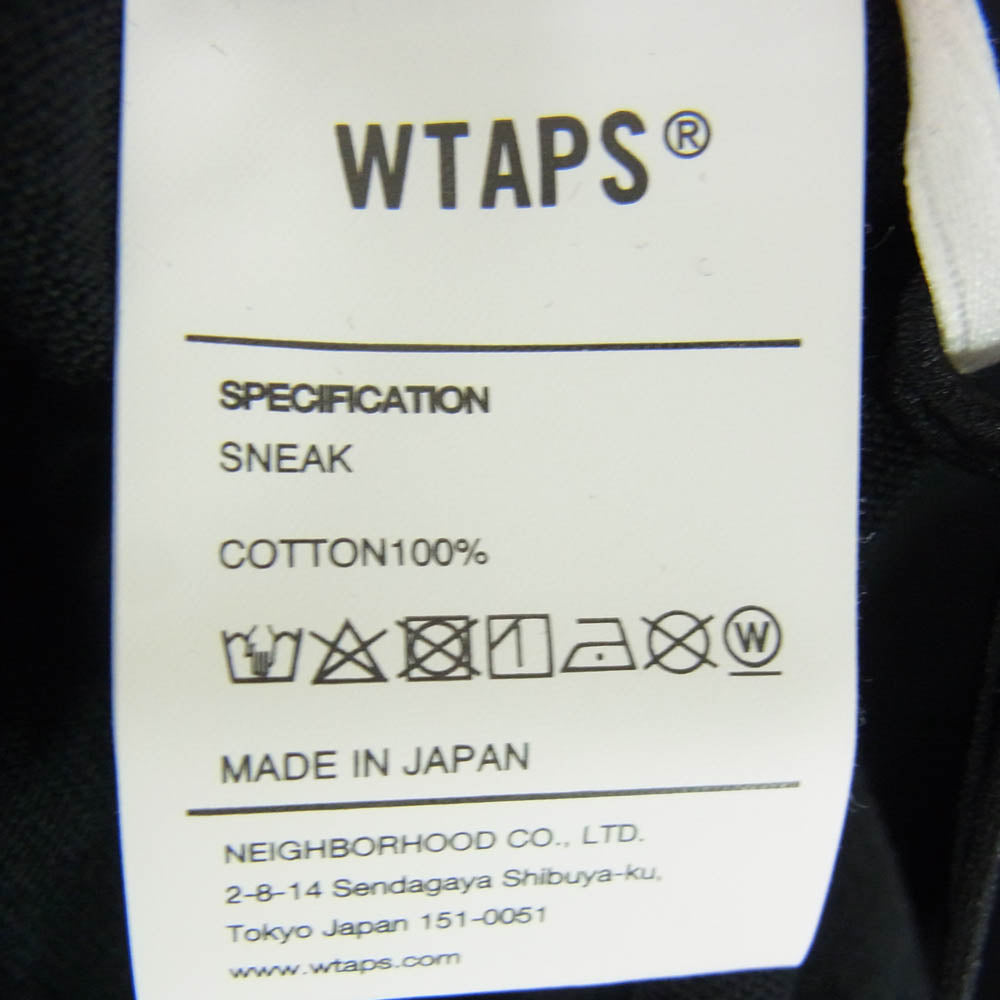 WTAPS®
SPECIFICATION
SNEAK
COTTON100%
W
MADE IN JAPAN
NEIGHBORHOOD CO., LTD.
2-8-14 Sendagaya Shibuya-ku,
Tokyo Japan 151-0051
www.wtaps.com